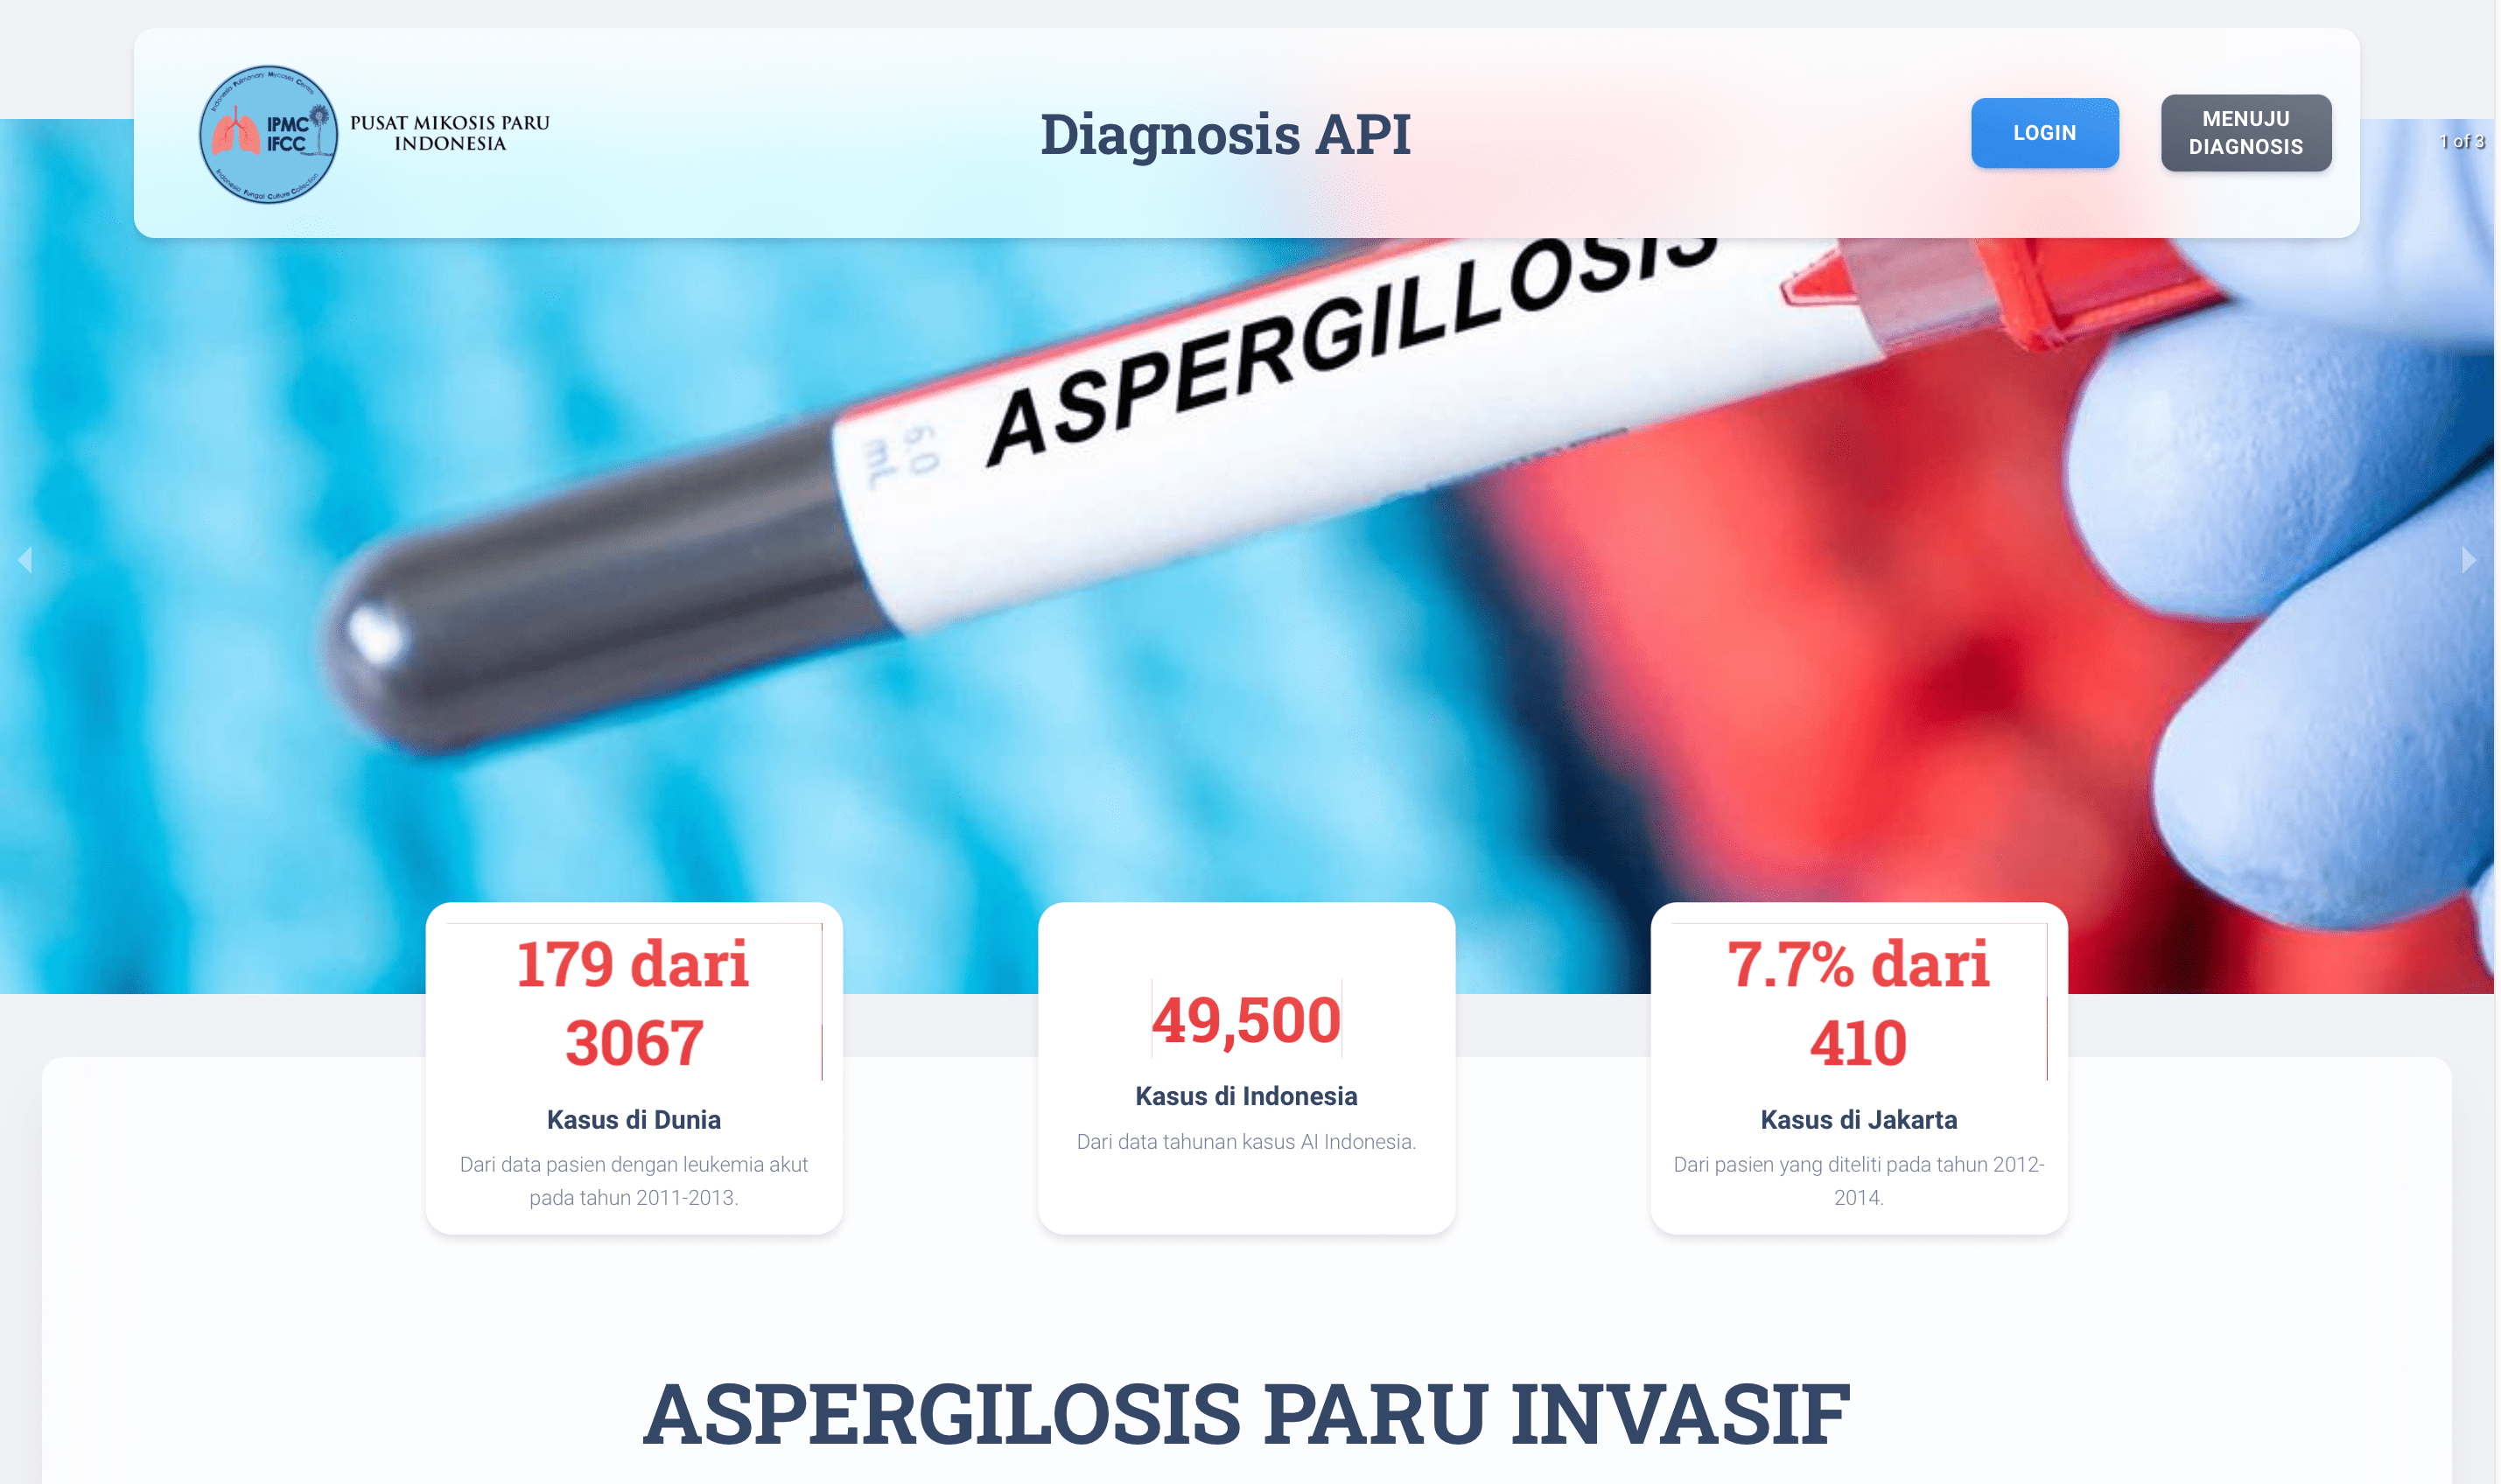 Indonesia Pulmonary Mycoses Centre
IPMC
IFCC
Indonesia Fungal Culture Collection
PUSAT MIKOSIS PARU
INDONESIA
Diagnosis API
LOGIN
MENUJU
DIAGNOSIS
1 of 3
ASPERGILLOSIS
6.0
mL
179 dari
3067
Kasus di Dunia
Dari data pasien dengan leukemia akut
pada tahun 2011-2013.
49,500
Kasus di Indonesia
Dari data tahunan kasus AI Indonesia.
7.7% dari
410
Kasus di Jakarta
Dari pasien yang diteliti pada tahun 2012-
2014.
ASPERGILOSIS PARU INVASIF